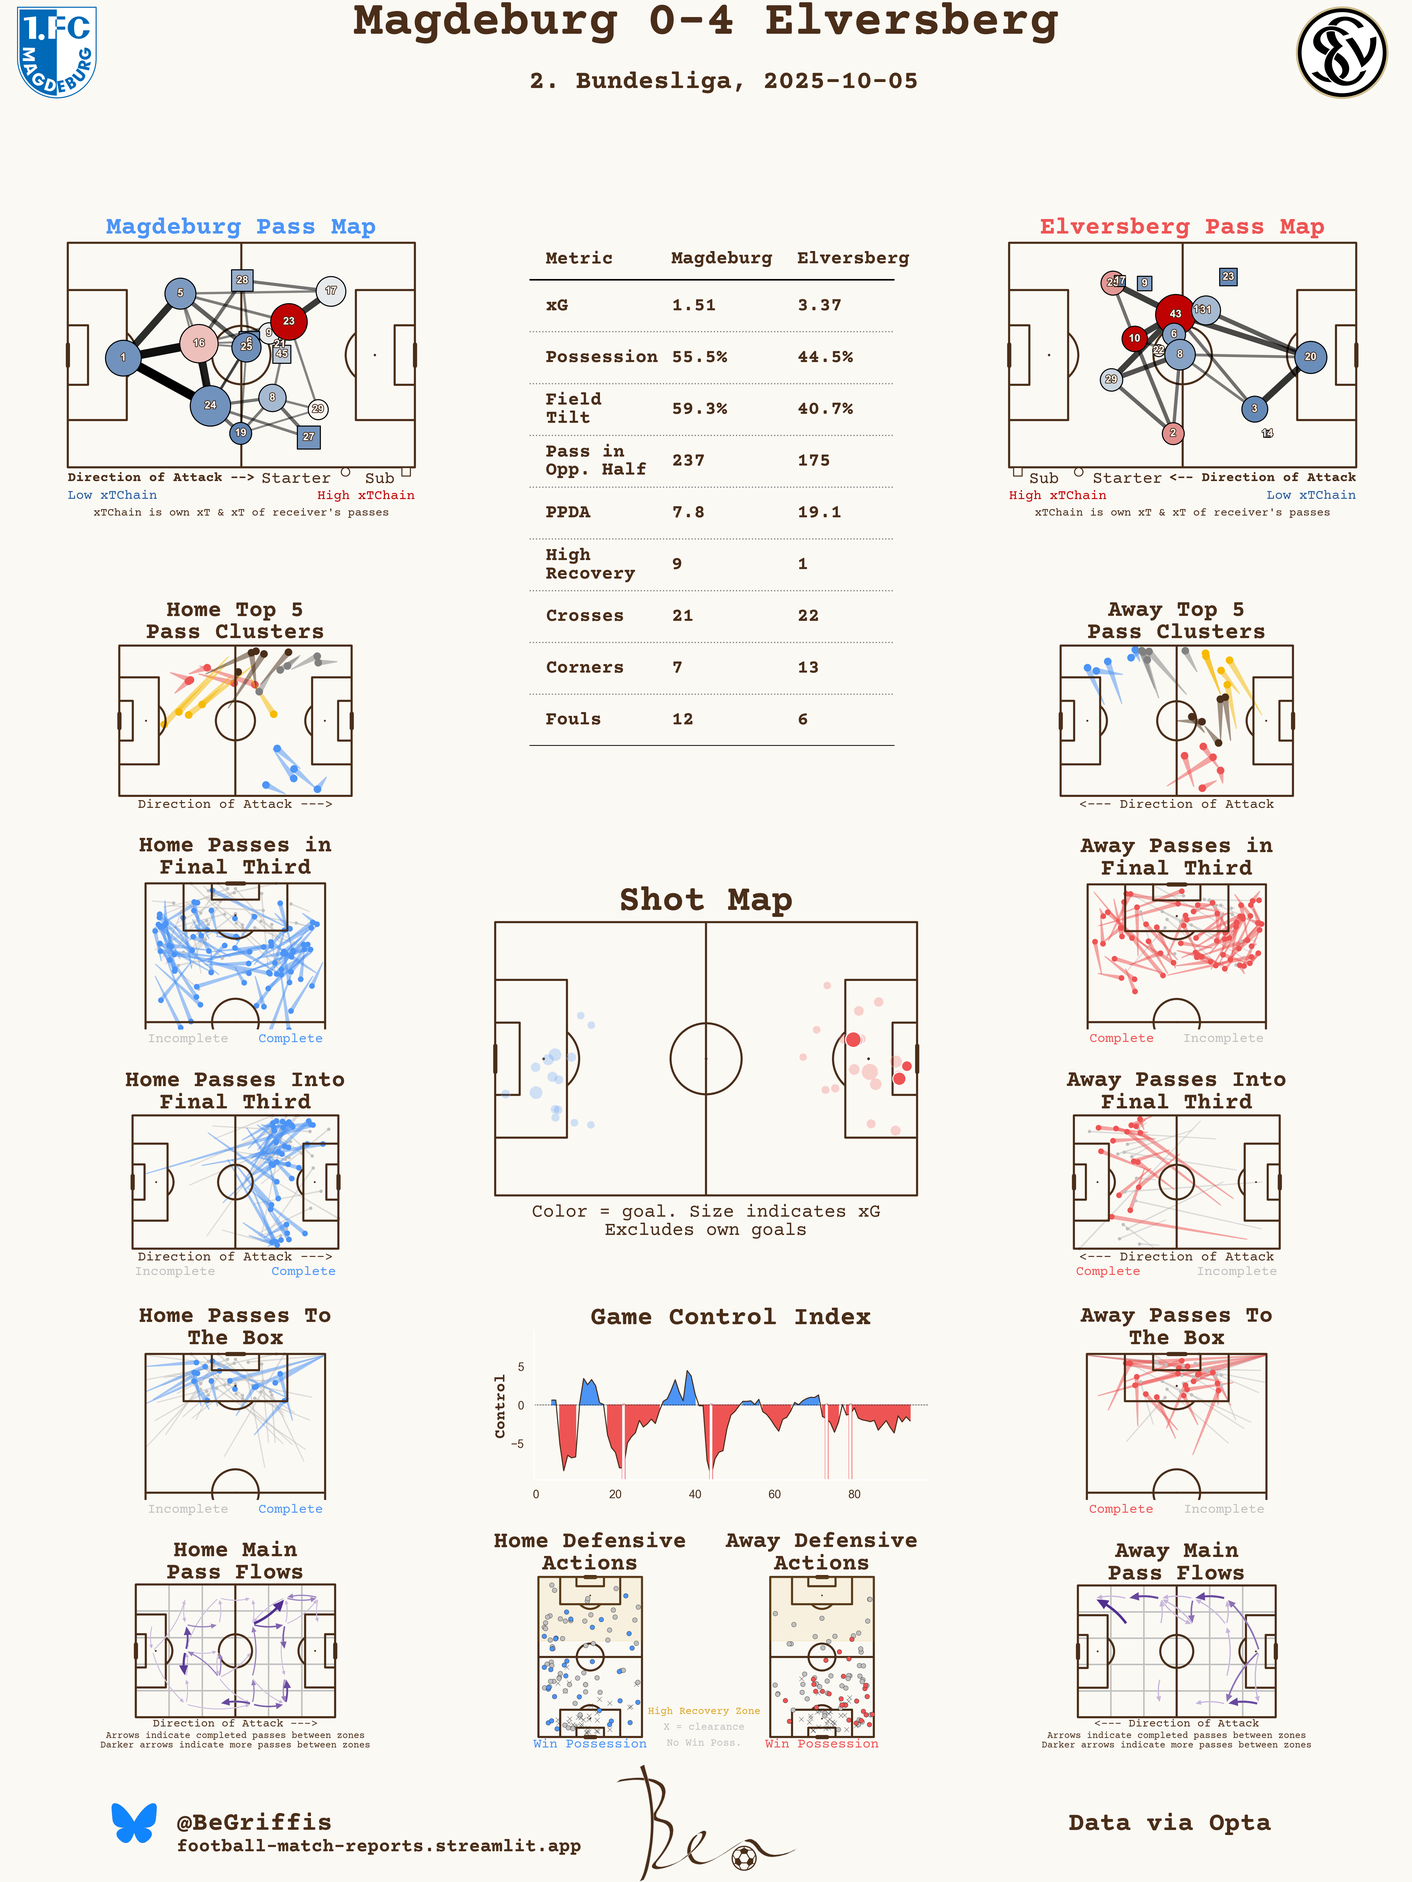 Magdeburg 0-4 Elversberg
2. Bundesliga, 2025-10-05
1.FC
MAGDEBURG
Magdeburg Pass Map
5
28
17
23
16
9
6
25
21
45
1
24
8
29
19
27
Direction of Attack --> Starter Sub
Low xTChain High xTChain
xTChain is own xT & xT of receiver's passes
Metric Magdeburg Elversberg
xG 1.51 3.37
Possession 55.5% 44.5%
Field
Tilt 59.3% 40.7%
Pass in
Opp. Half 237 175
PPDA 7.8 19.1
High
Recovery 9 1
Crosses 21 22
Corners 7 13
Fouls 12 6
Elversberg Pass Map
17
9
23
43
31
10
6
8
20
29
3
2
14
Sub Starter <-- Direction of Attack
High xTChain Low xTChain
xTChain is own xT & xT of receiver's passes
Home Top 5
Pass Clusters
Direction of Attack --->
Away Top 5
Pass Clusters
<--- Direction of Attack
Home Passes in
Final Third
Incomplete Complete
Away Passes in
Final Third
Complete Incomplete
Shot Map
Color = goal. Size indicates xG
Excludes own goals
Home Passes Into
Final Third
Direction of Attack --->
Incomplete Complete
Away Passes Into
Final Third
<--- Direction of Attack
Complete Incomplete
Home Passes To
The Box
Incomplete Complete
Game Control Index
Control
5
0
−5
0 20 40 60 80
Away Passes To
The Box
Complete Incomplete
Home Main
Pass Flows
Direction of Attack --->
Arrows indicate completed passes between zones
Darker arrows indicate more passes between zones
Home Defensive
Actions
Win Possession
High Recovery Zone
X = clearance
No Win Poss.
Away Defensive
Actions
Win Possession
Away Main
Pass Flows
<--- Direction of Attack
Arrows indicate completed passes between zones
Darker arrows indicate more passes between zones
@BeGriffis
football-match-reports.streamlit.app
Ben
Data via Opta